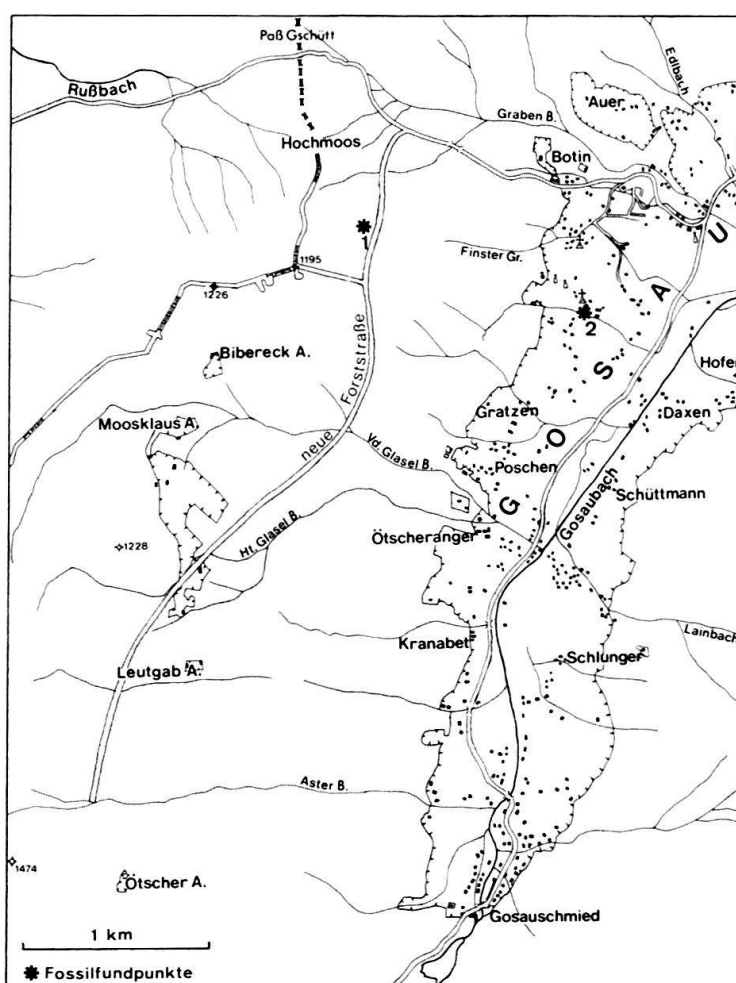 Paß Gschütt
Rußbach
Edlbach
Auer
Graben B.
Hochmoos
Botin
1
U
Finster Gr.
1195
A
1226
2
Bibereck A.
S
Hofer
neue Forststraße
Gratzen
Daxen
Moosklaus A.
O
Vd. Glasel B.
Poschen
Gosaubach
Schüttmann
G
Ötscheranger
1228
Ht. Glasel B.
Kranabet
Lainbach
Schlunger
Leutgab A.
Aster B.
1474
Ötscher A.
Gosauschmied
1 km
Fossilfundpunkte